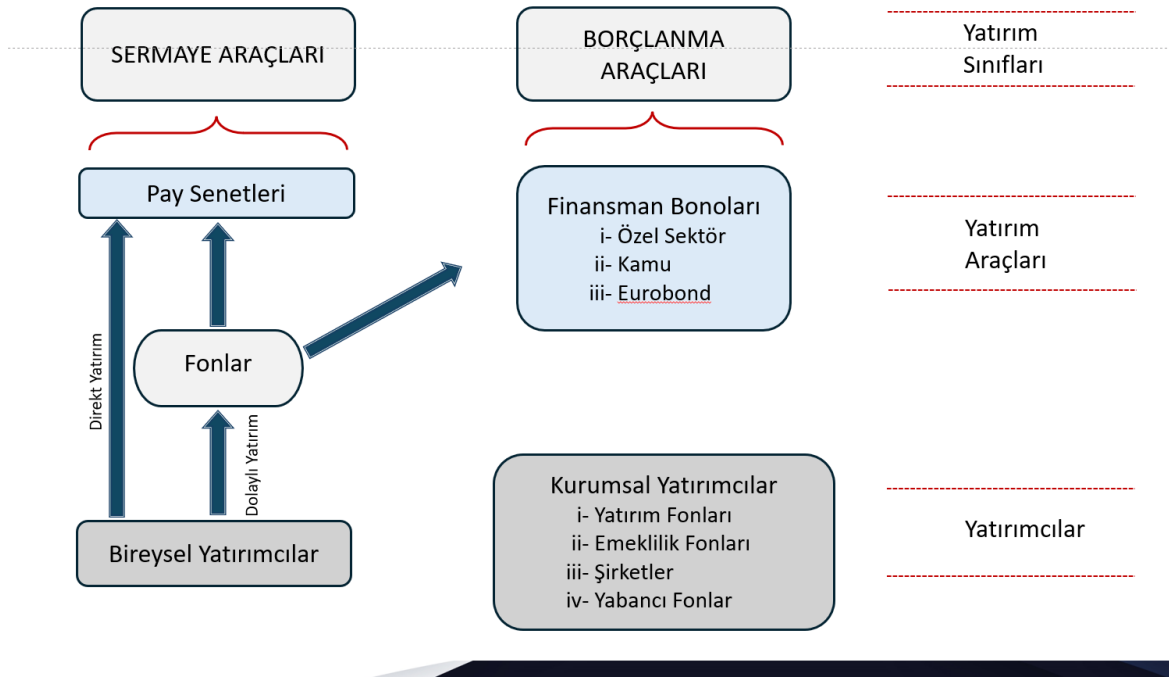 SERMAYE ARAÇLARI
BORÇLANMA
ARAÇLARI
Yatırım
Sınıfları
Pay Senetleri
Finansman Bonoları
i- Özel Sektör
ii- Kamu
iii- Eurobond
Yatırım
Araçları
Direkt Yatırım
Fonlar
Dolaylı Yatırım
Bireysel Yatırımcılar
Kurumsal Yatırımcılar
i- Yatırım Fonları
ii- Emeklilik Fonları
iii- Şirketler
iv- Yabancı Fonlar
Yatırımcılar